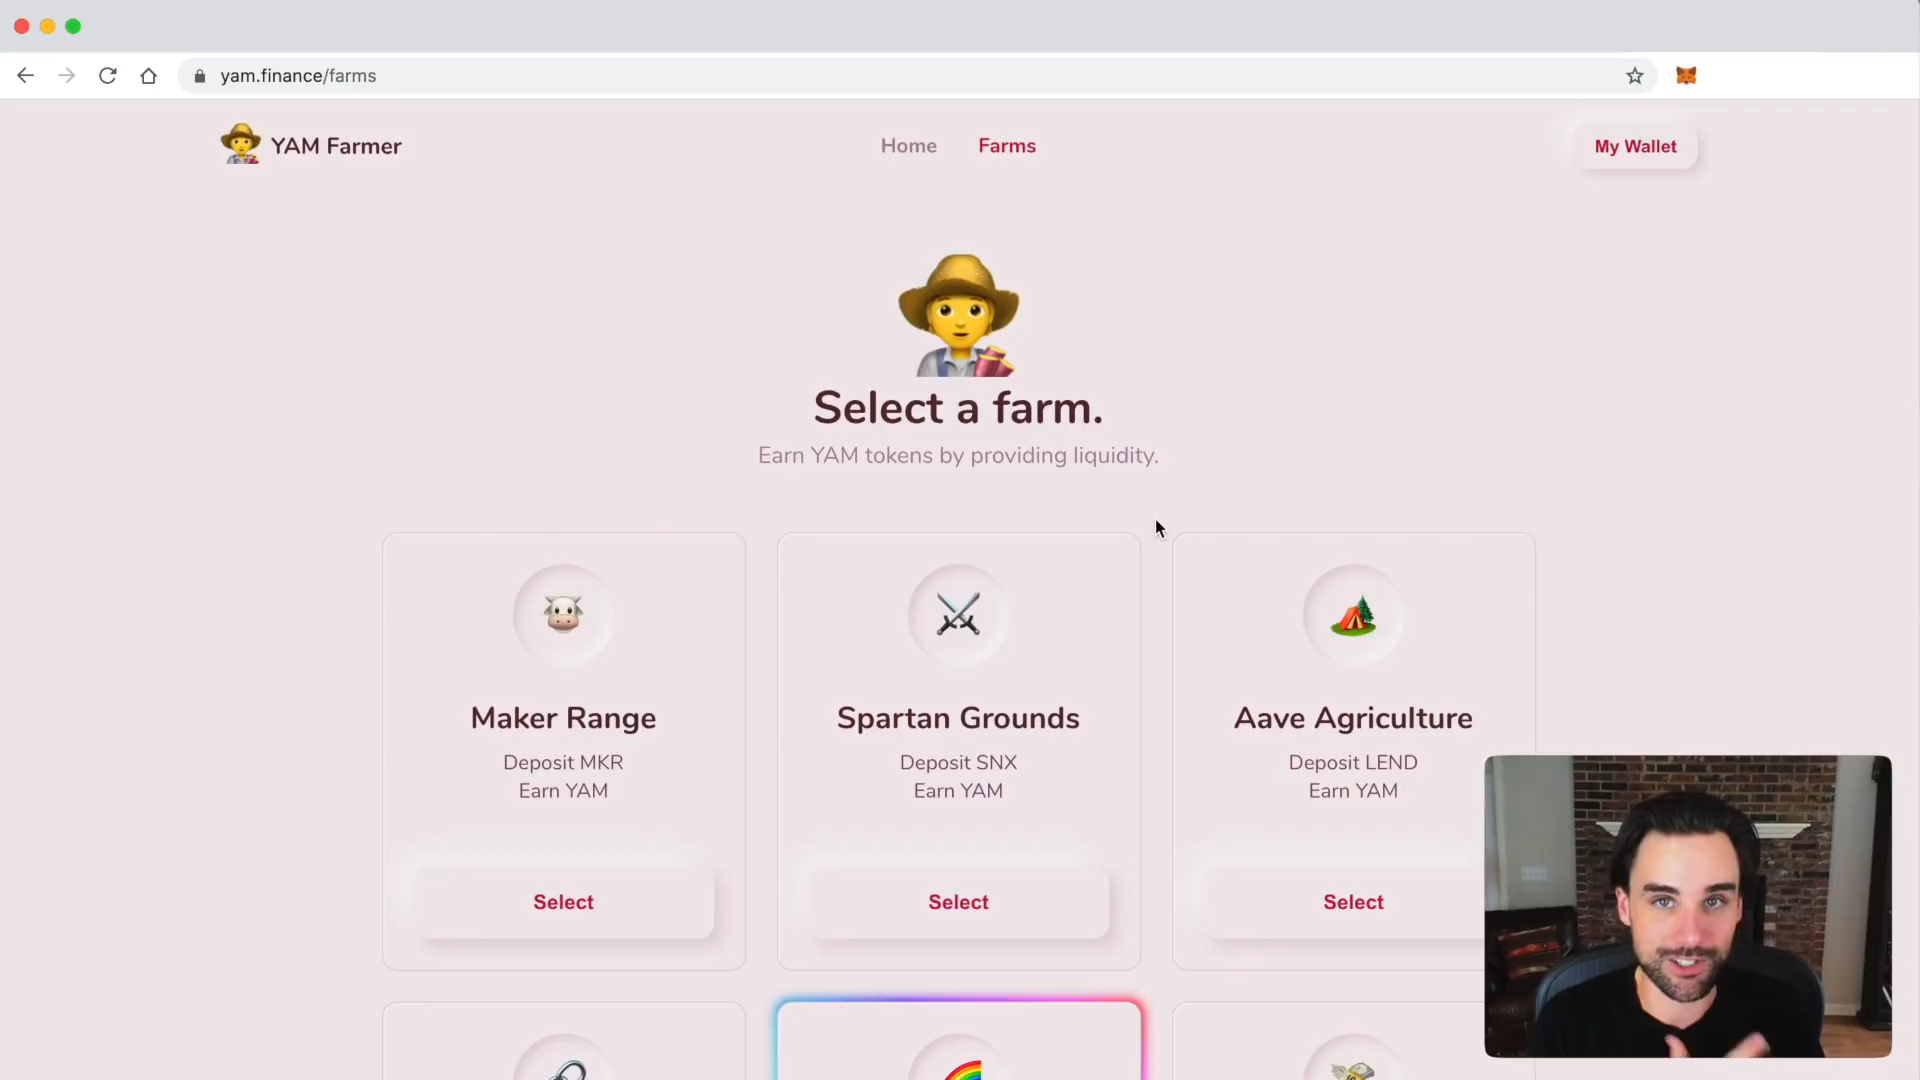 yam.finance/farms
YAM Farmer
Home
Farms
My Wallet
Select a farm.
Earn YAM tokens by providing liquidity.
Maker Range
Deposit MKR
Earn YAM
Select
Spartan Grounds
Deposit SNX
Earn YAM
Select
Aave Agriculture
Deposit LEND
Earn YAM
Select